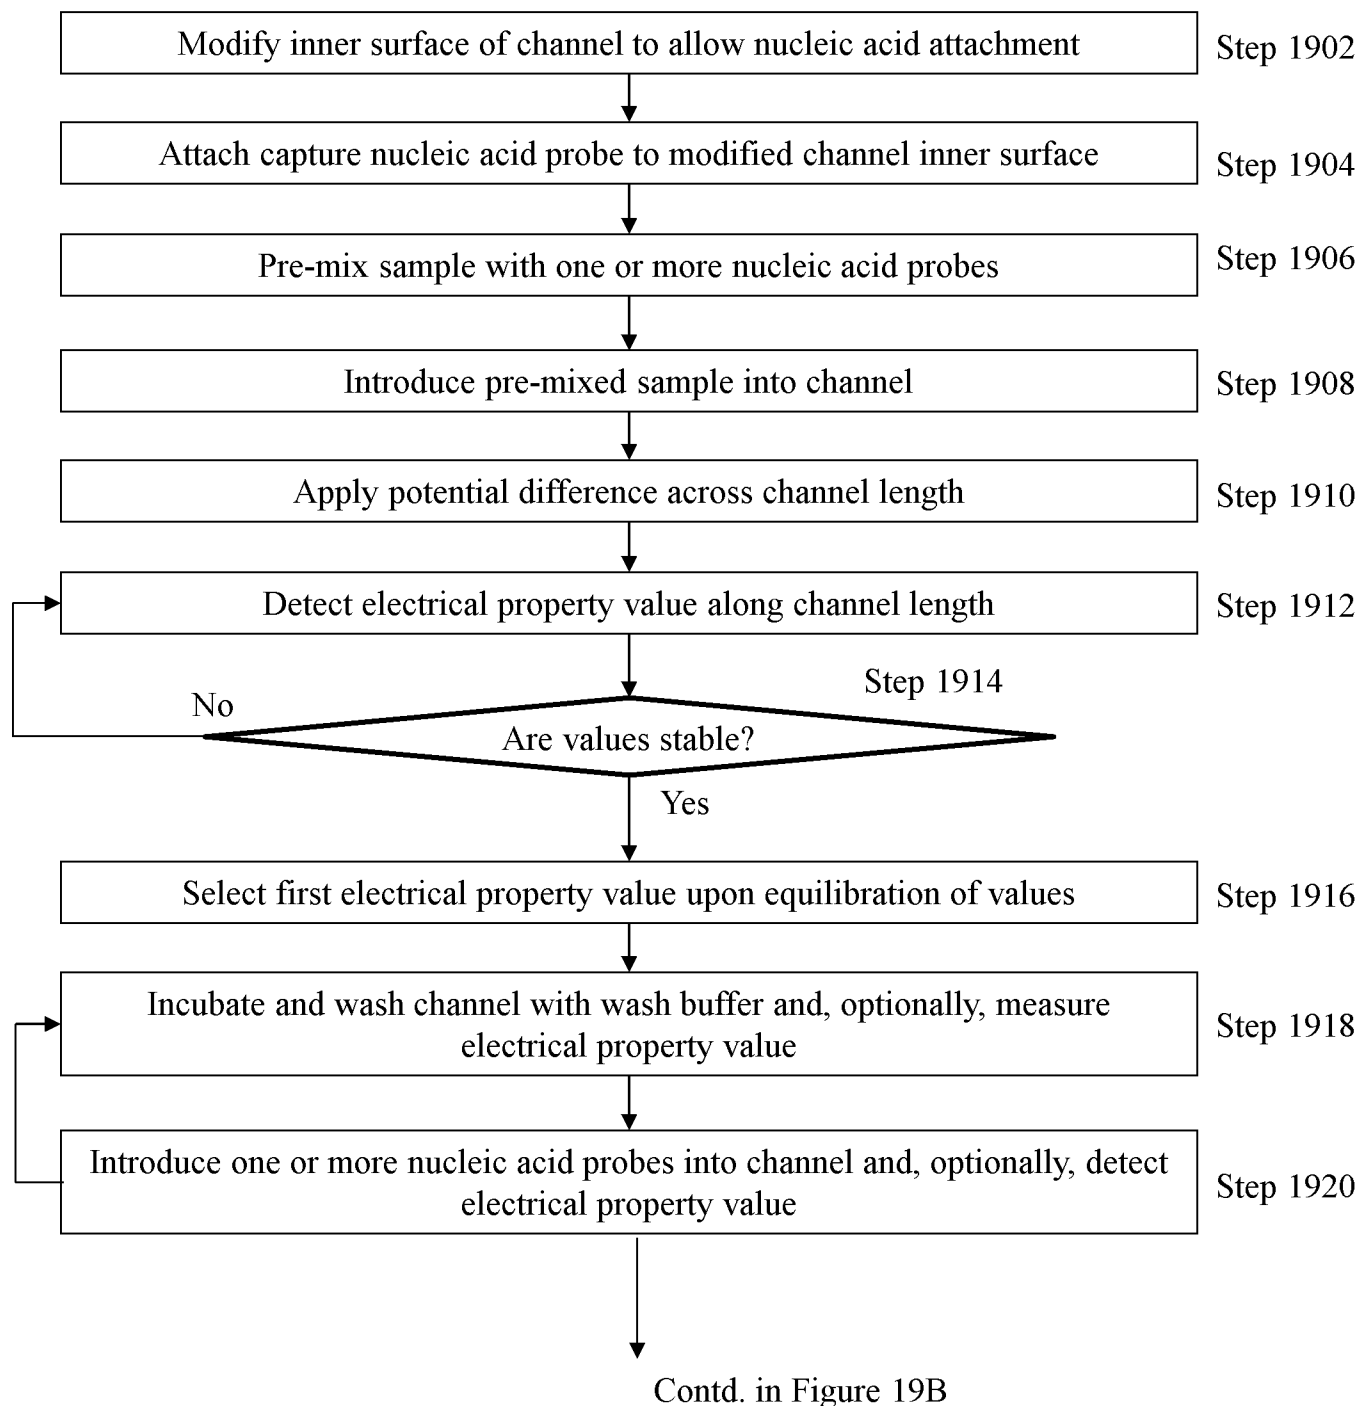 Modify inner surface of channel to allow nucleic acid attachment
Step 1902
Attach capture nucleic acid probe to modified channel inner surface
Step 1904
Pre-mix sample with one or more nucleic acid probes
Step 1906
Introduce pre-mixed sample into channel
Step 1908
Apply potential difference across channel length
Step 1910
Detect electrical property value along channel length
Step 1912
Step 1914
No
Are values stable?
Yes
Select first electrical property value upon equilibration of values
Step 1916
Incubate and wash channel with wash buffer and, optionally, measure
electrical property value
Step 1918
Introduce one or more nucleic acid probes into channel and, optionally, detect
electrical property value
Step 1920
Contd. in Figure 19B